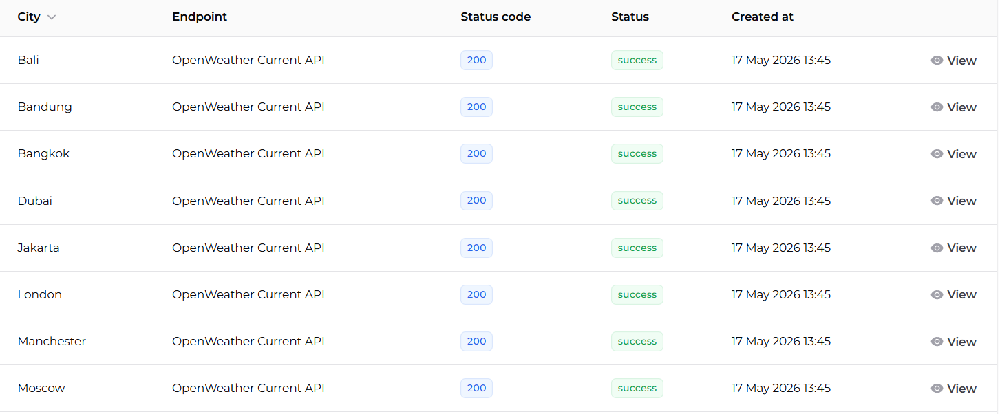 City Endpoint Status code Status Created at
Bali OpenWeather Current API 200 success 17 May 2026 13:45 View
Bandung OpenWeather Current API 200 success 17 May 2026 13:45 View
Bangkok OpenWeather Current API 200 success 17 May 2026 13:45 View
Dubai OpenWeather Current API 200 success 17 May 2026 13:45 View
Jakarta OpenWeather Current API 200 success 17 May 2026 13:45 View
London OpenWeather Current API 200 success 17 May 2026 13:45 View
Manchester OpenWeather Current API 200 success 17 May 2026 13:45 View
Moscow OpenWeather Current API 200 success 17 May 2026 13:45 View